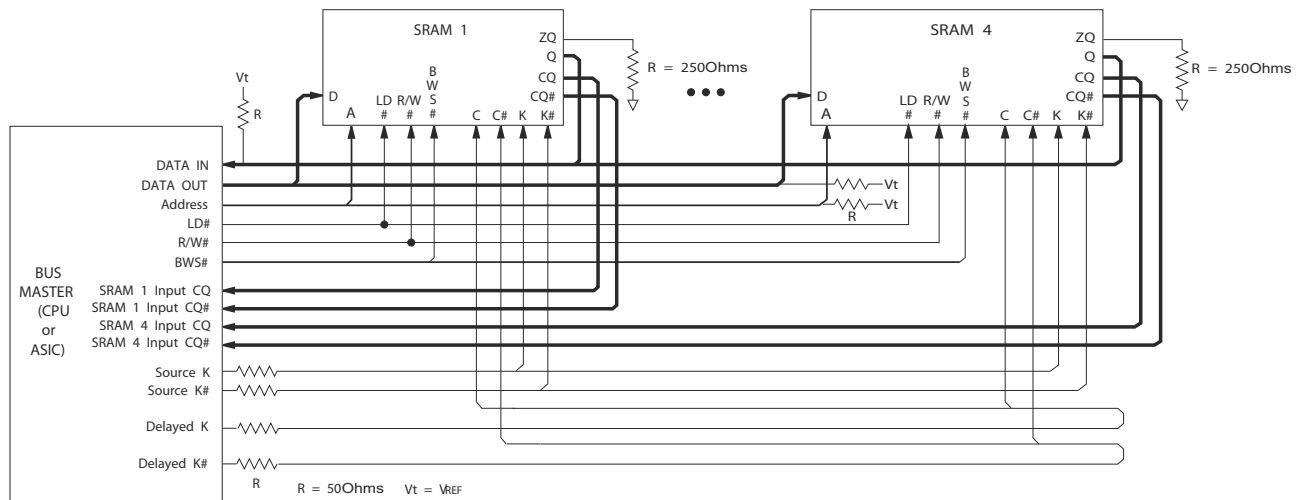 SRAM 1
ZQ
Q
CQ
CQ#
D
A
LD
#
R/W
#
B
W
S
#
C
C#
K
K#
R = 250Ohms
SRAM 4
ZQ
Q
CQ
CQ#
D
A
LD
#
R/W
#
B
W
S
#
C
C#
K
K#
R = 250Ohms
Vt
R
DATA IN
DATA OUT
Address
LD#
R/W#
BWS#
Vt
Vt
R
BUS
MASTER
(CPU
or
ASIC)
SRAM 1 Input CQ
SRAM 1 Input CQ#
SRAM 4 Input CQ
SRAM 4 Input CQ#
Source K
Source K#
Delayed K
Delayed K#
R
R = 50Ohms Vt = VREF